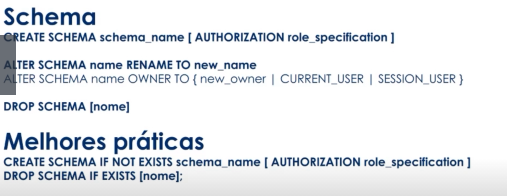 Schema
CREATE SCHEMA schema_name [ AUTHORIZATION role_specification ]
ALTER SCHEMA name RENAME TO new_name
ALTER SCHEMA name OWNER TO { new_owner | CURRENT_USER | SESSION_USER }
DROP SCHEMA [nome]
Melhores práticas
CREATE SCHEMA IF NOT EXISTS schema_name [ AUTHORIZATION role_specification ]
DROP SCHEMA IF EXISTS [nome];